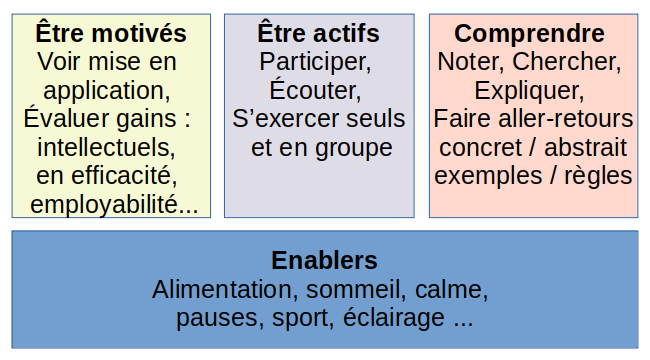 Être motivés
Voir mise en
application,
Évaluer gains :
intellectuels,
en efficacité,
employabilité...
Être actifs
Participer,
Écouter,
S’exercer seuls
et en groupe
Comprendre
Noter, Chercher,
Expliquer,
Faire aller-retours
concret / abstrait
exemples / règles
Enablers
Alimentation, sommeil, calme,
pauses, sport, éclairage ...